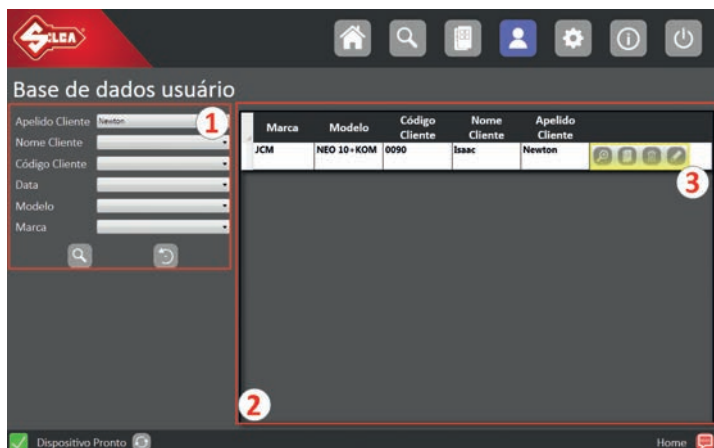 SILCA
Base de dados usuário
Apelido Cliente Newton
Nome Cliente
Código Cliente
Data
Modelo
Marca
1
Marca Modelo Código Cliente Nome Cliente Apelido Cliente
JCM NEO 10+KOM 0090 Isaac Newton
3
2
Dispositivo Pronto
Home